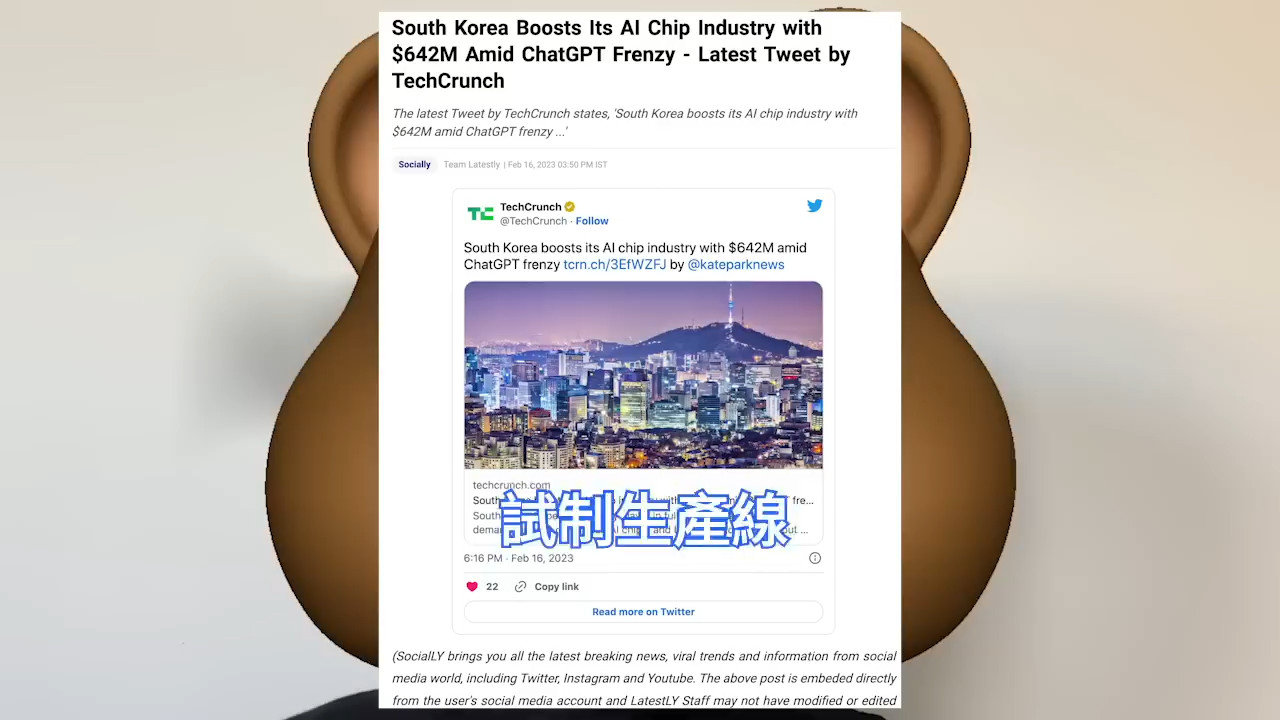 South Korea Boosts Its AI Chip Industry with
$642M Amid ChatGPT Frenzy - Latest Tweet by
TechCrunch
The latest Tweet by TechCrunch states, 'South Korea boosts its AI chip industry with
$642M amid ChatGPT frenzy ...'
Socially Team Latestly | Feb 16, 2023 03:50 PM IST
TechCrunch
@TechCrunch · Follow
South Korea boosts its AI chip industry with $642M amid
ChatGPT frenzy tcrn.ch/3EfWZFJ by @kateparknews
techcrunch.com
South
fre...
South
試制生產線
6:16 PM · Feb 16, 2023
22 Copy link
Read more on Twitter
(SociaILY brings you all the latest breaking news, viral trends and information from social
media world, including Twitter, Instagram and Youtube. The above post is embeded directly
from the user's social media account and LatestLY Staff may not have modified or edited